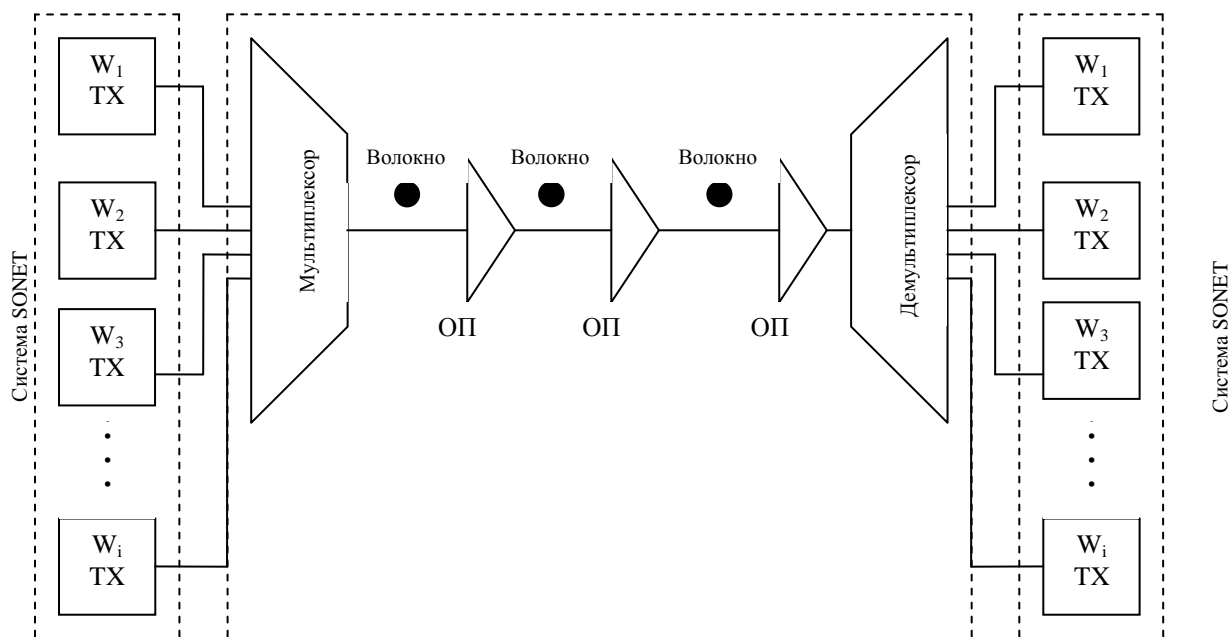 Система SONET
W1
TX
W2
TX
W3
TX
Wi
TX
Мультиплексор
Волокно
Волокно
Волокно
ОП
ОП
ОП
Демультиплексор
W1
TX
W2
TX
W3
TX
Wi
TX
Система SONET